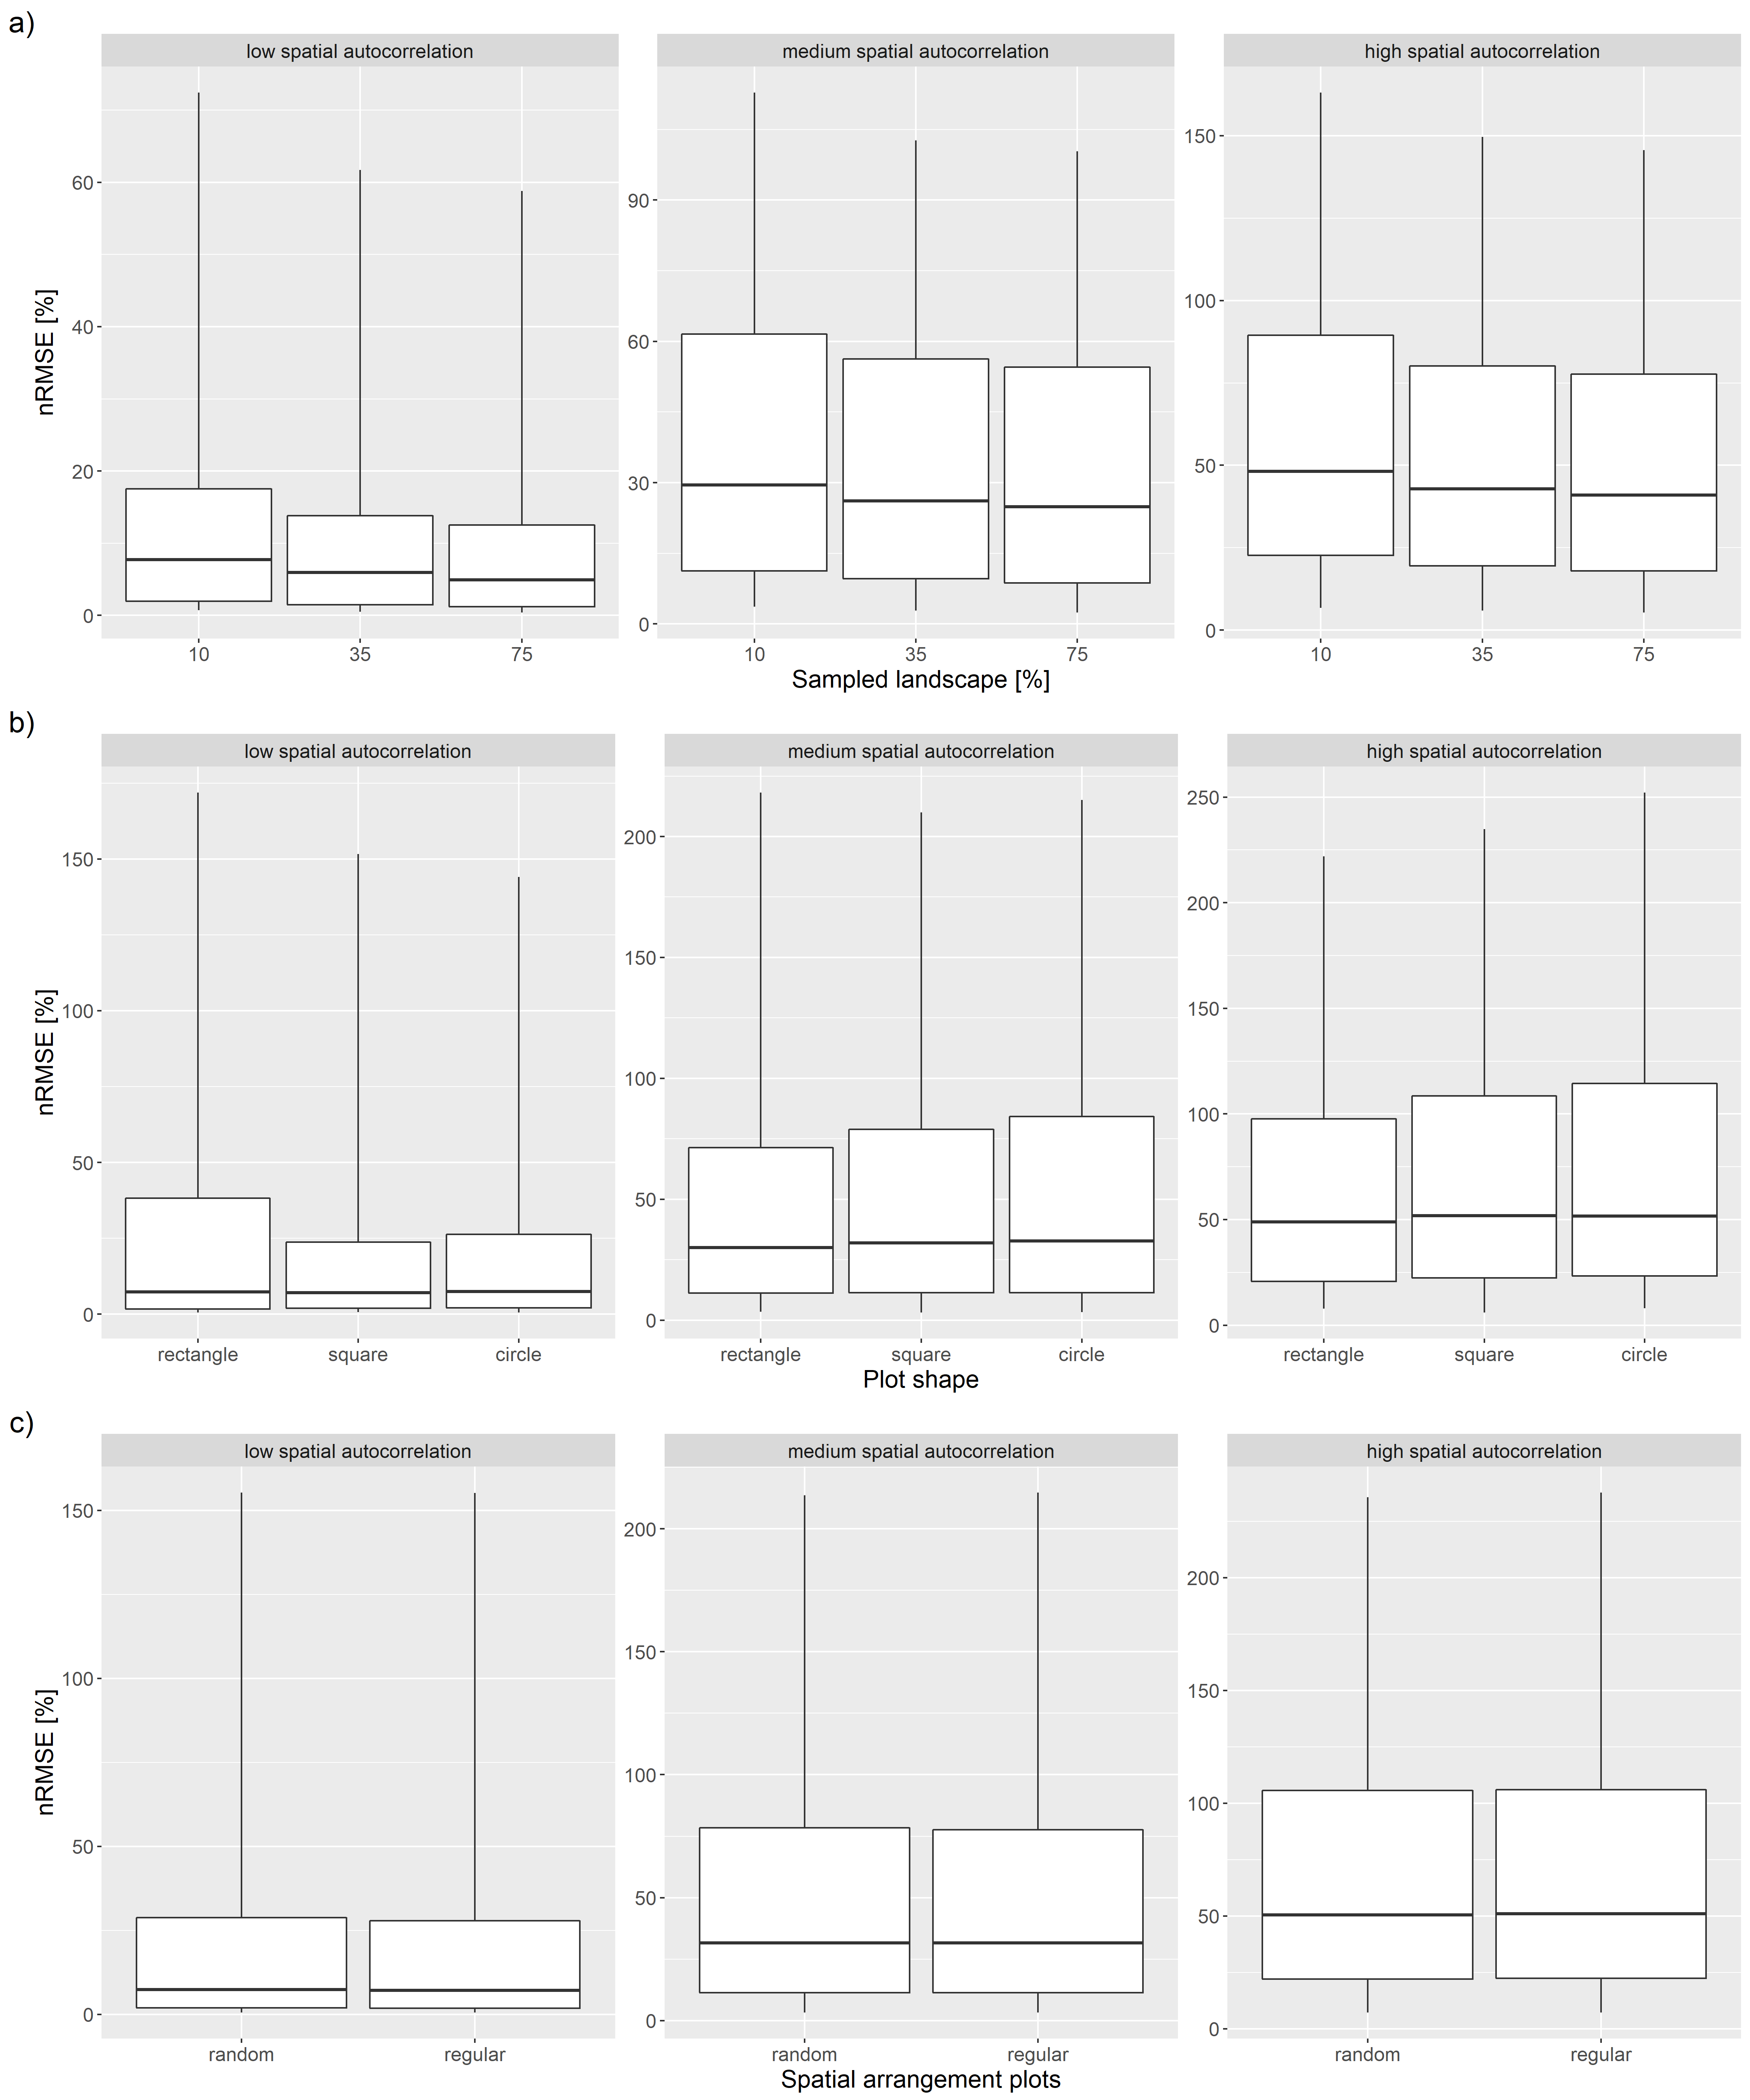 a)
low spatial autocorrelation medium spatial autocorrelation high spatial autocorrelation
nRMSE [%]
60
40
20
0
90
60
30
0
150
100
50
0
10 35 75 10 35 75 10 35 75
Sampled landscape [%]
b)
low spatial autocorrelation medium spatial autocorrelation high spatial autocorrelation
nRMSE [%]
150
100
50
0
200
150
100
50
0
250
200
150
100
50
0
rectangle square circle rectangle square circle rectangle square circle
Plot shape
c)
low spatial autocorrelation medium spatial autocorrelation high spatial autocorrelation
nRMSE [%]
150
100
50
0
200
150
100
50
0
200
150
100
50
0
random regular random regular random regular
Spatial arrangement plots